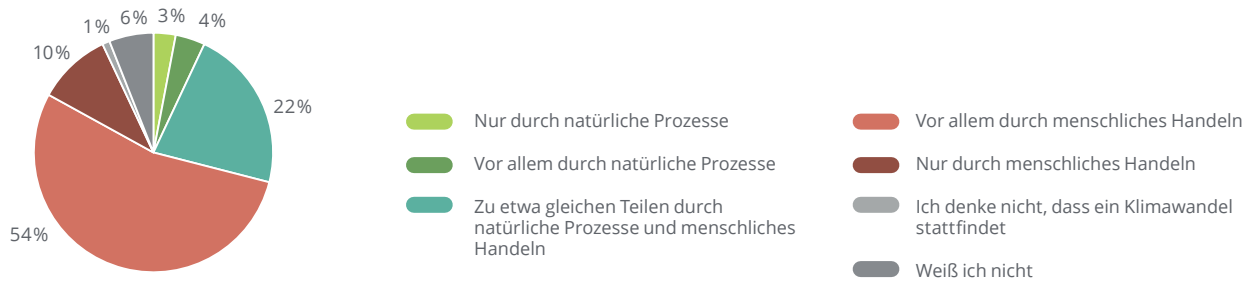 6%
3%
1%
4%
10%
22%
54%
Nur durch natürliche Prozesse
Vor allem durch natürliche Prozesse
Zu etwa gleichen Teilen durch
natürliche Prozesse und menschliches
Handeln
Vor allem durch menschliches Handeln
Nur durch menschliches Handeln
Ich denke nicht, dass ein Klimawandel
stattfindet
Weiß ich nicht